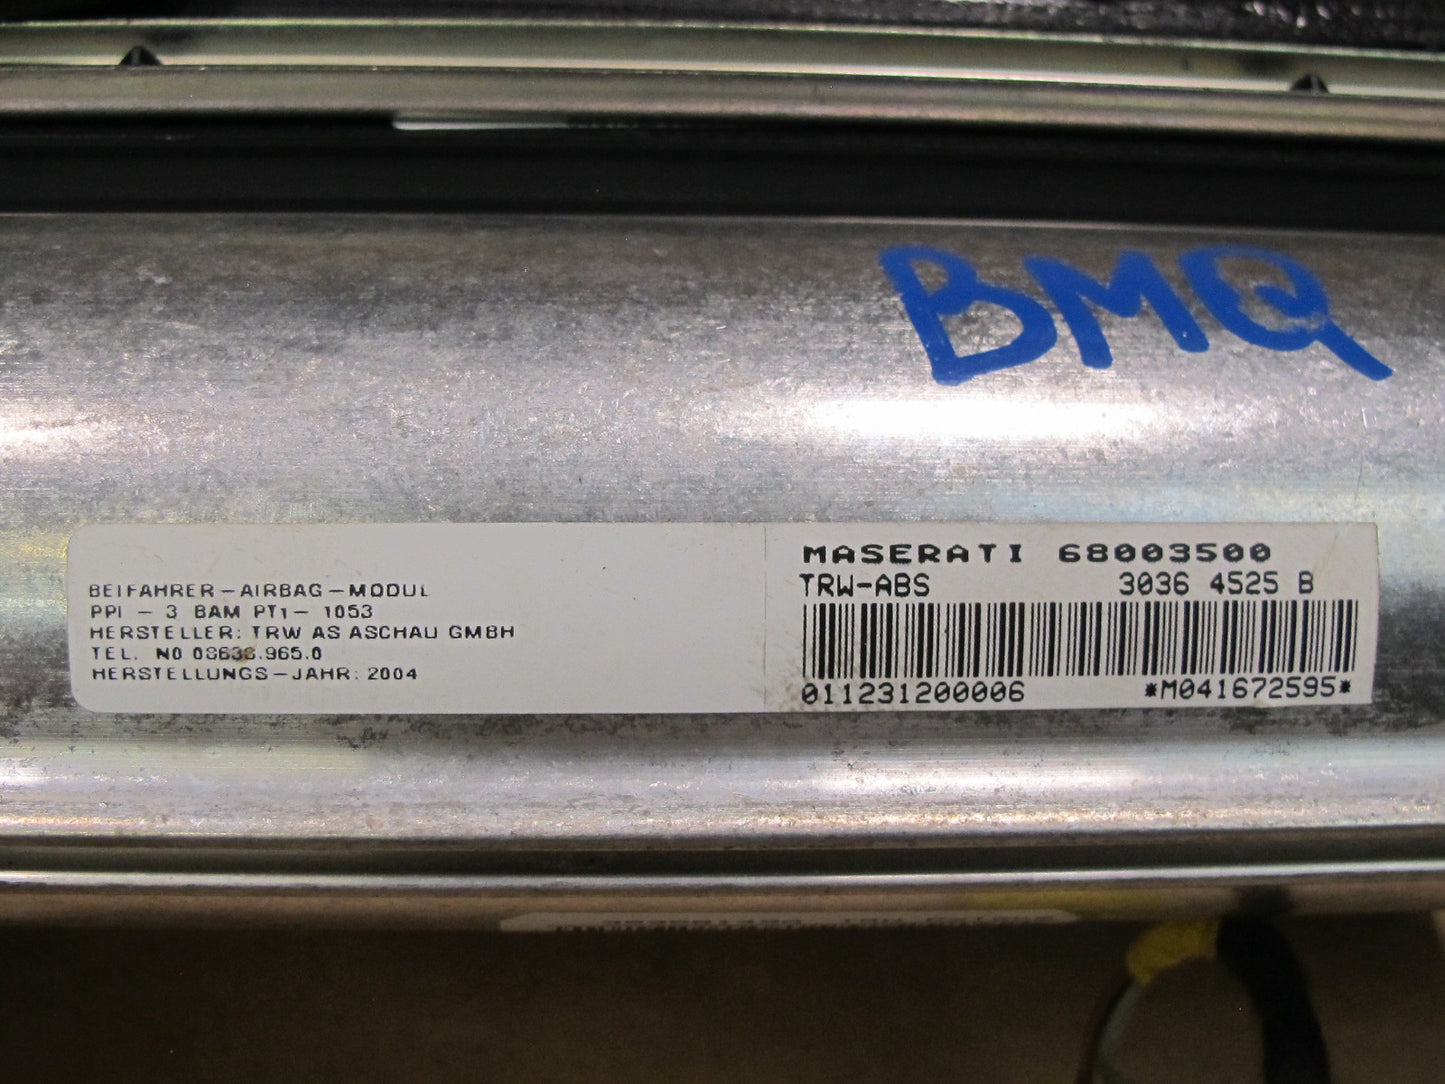 BMQ
BEIFAHRER-AIRBAG-MODUL
PPI - 3 BAM PT1- 1053
HERSTELLER: TRW AS ASCHAU GMBH
TEL. NO 08638.965.0
HERSTELLUNGS-JAHR: 2004
MASERATI 68003500
TRW-ABS 3036 4525 B
011231200006 *M041672595*